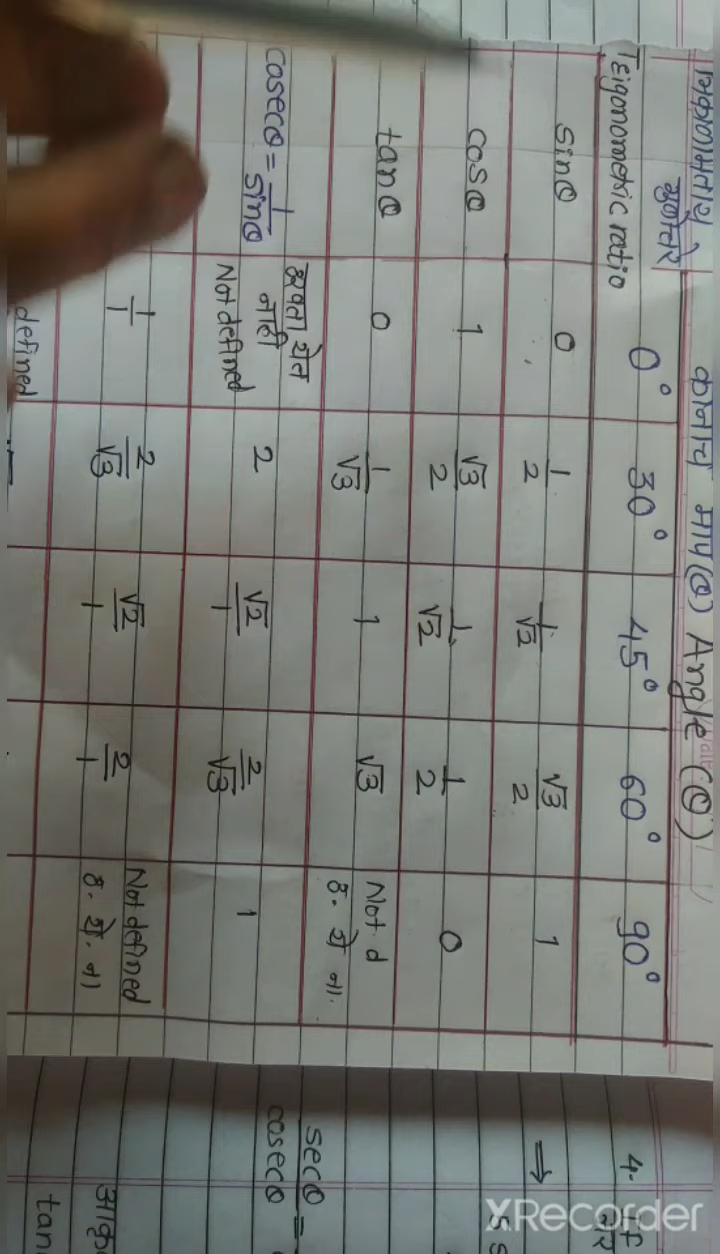 त्रिकोणमितीय गुणोत्तरे
Trigonometric ratio
कोनाचे माप (θ) Angle (θ)
0° 30° 45° 60° 90°
sinθ 0 1/2 1/√2 √3/2 1
cosθ 1 √3/2 1/√2 1/2 0
tanθ 0 1/√3 1 √3 Not d ठ. ये ना.
cosecθ = 1/sinθ ठरवता येत नाही Not defined 2 √2/1 2/√3 1
1/1 2/√3 √2/1 2/1 Not defined ठ. ये. ना
defined
4. If
⇒
secθ =
cosecθ
tan
XRecorder